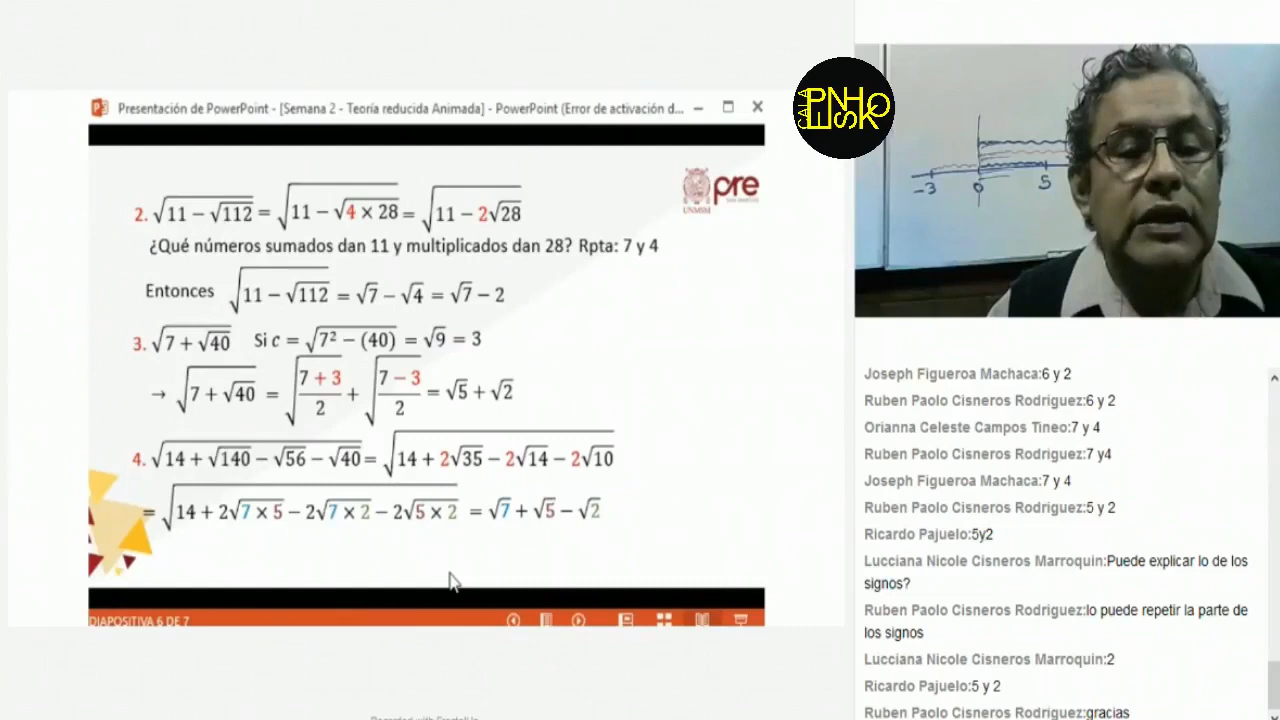 Presentación de PowerPoint - [Semana 2 - Teoría reducida Animada] - PowerPoint (Error de activación d...
pre
UNMSM
2. √(11 − √112) = √(11 − √(4 × 28)) = √(11 − 2√28)
¿Qué números sumados dan 11 y multiplicados dan 28? Rpta: 7 y 4
Entonces √(11 − √112) = √7 − √4 = √7 − 2
3. √(7 + √40) Si c = √(7² − (40)) = √9 = 3
→ √(7 + √40) = √((7 + 3)/2) + √((7 − 3)/2) = √5 + √2
4. √(14 + √140 − √56 − √40) = √(14 + 2√35 − 2√14 − 2√10)
= √(14 + 2√(7 × 5) − 2√(7 × 2) − 2√(5 × 2)) = √7 + √5 − √2
DIAPOSITIVA 6 DE 7
-3 0 5
Joseph Figueroa Machaca:6 y 2
Ruben Paolo Cisneros Rodriguez:6 y 2
Orianna Celeste Campos Tineo:7 y 4
Ruben Paolo Cisneros Rodriguez:7 y4
Joseph Figueroa Machaca:7 y 4
Ruben Paolo Cisneros Rodriguez:5 y 2
Ricardo Pajuelo:5y2
Lucciana Nicole Cisneros Marroquin:Puede explicar lo de los
signos?
Ruben Paolo Cisneros Rodriguez:lo puede repetir la parte de
los signos
Lucciana Nicole Cisneros Marroquin:2
Ricardo Pajuelo:5 y 2
Ruben Paolo Cisneros Rodriguez:gracias